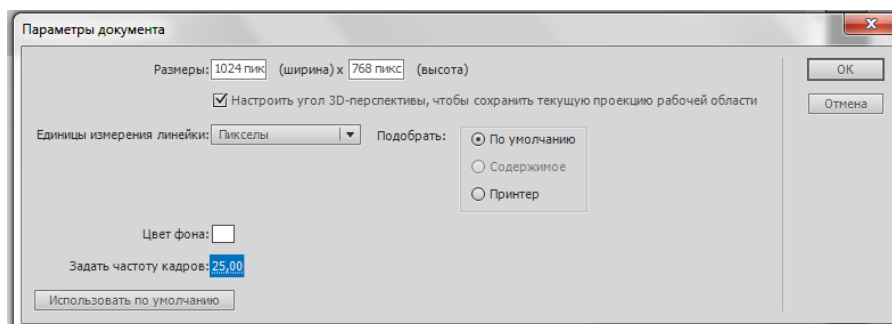 Параметры документа
Размеры: 1024 пик (ширина) x 768 пикс (высота)
OK
Настроить угол 3D-перспективы, чтобы сохранить текущую проекцию рабочей области
Отмена
Единицы измерения линейки: Пикселы Подобрать: По умолчанию
Содержимое
Принтер
Цвет фона:
Задать частоту кадров: 25,00
Использовать по умолчанию